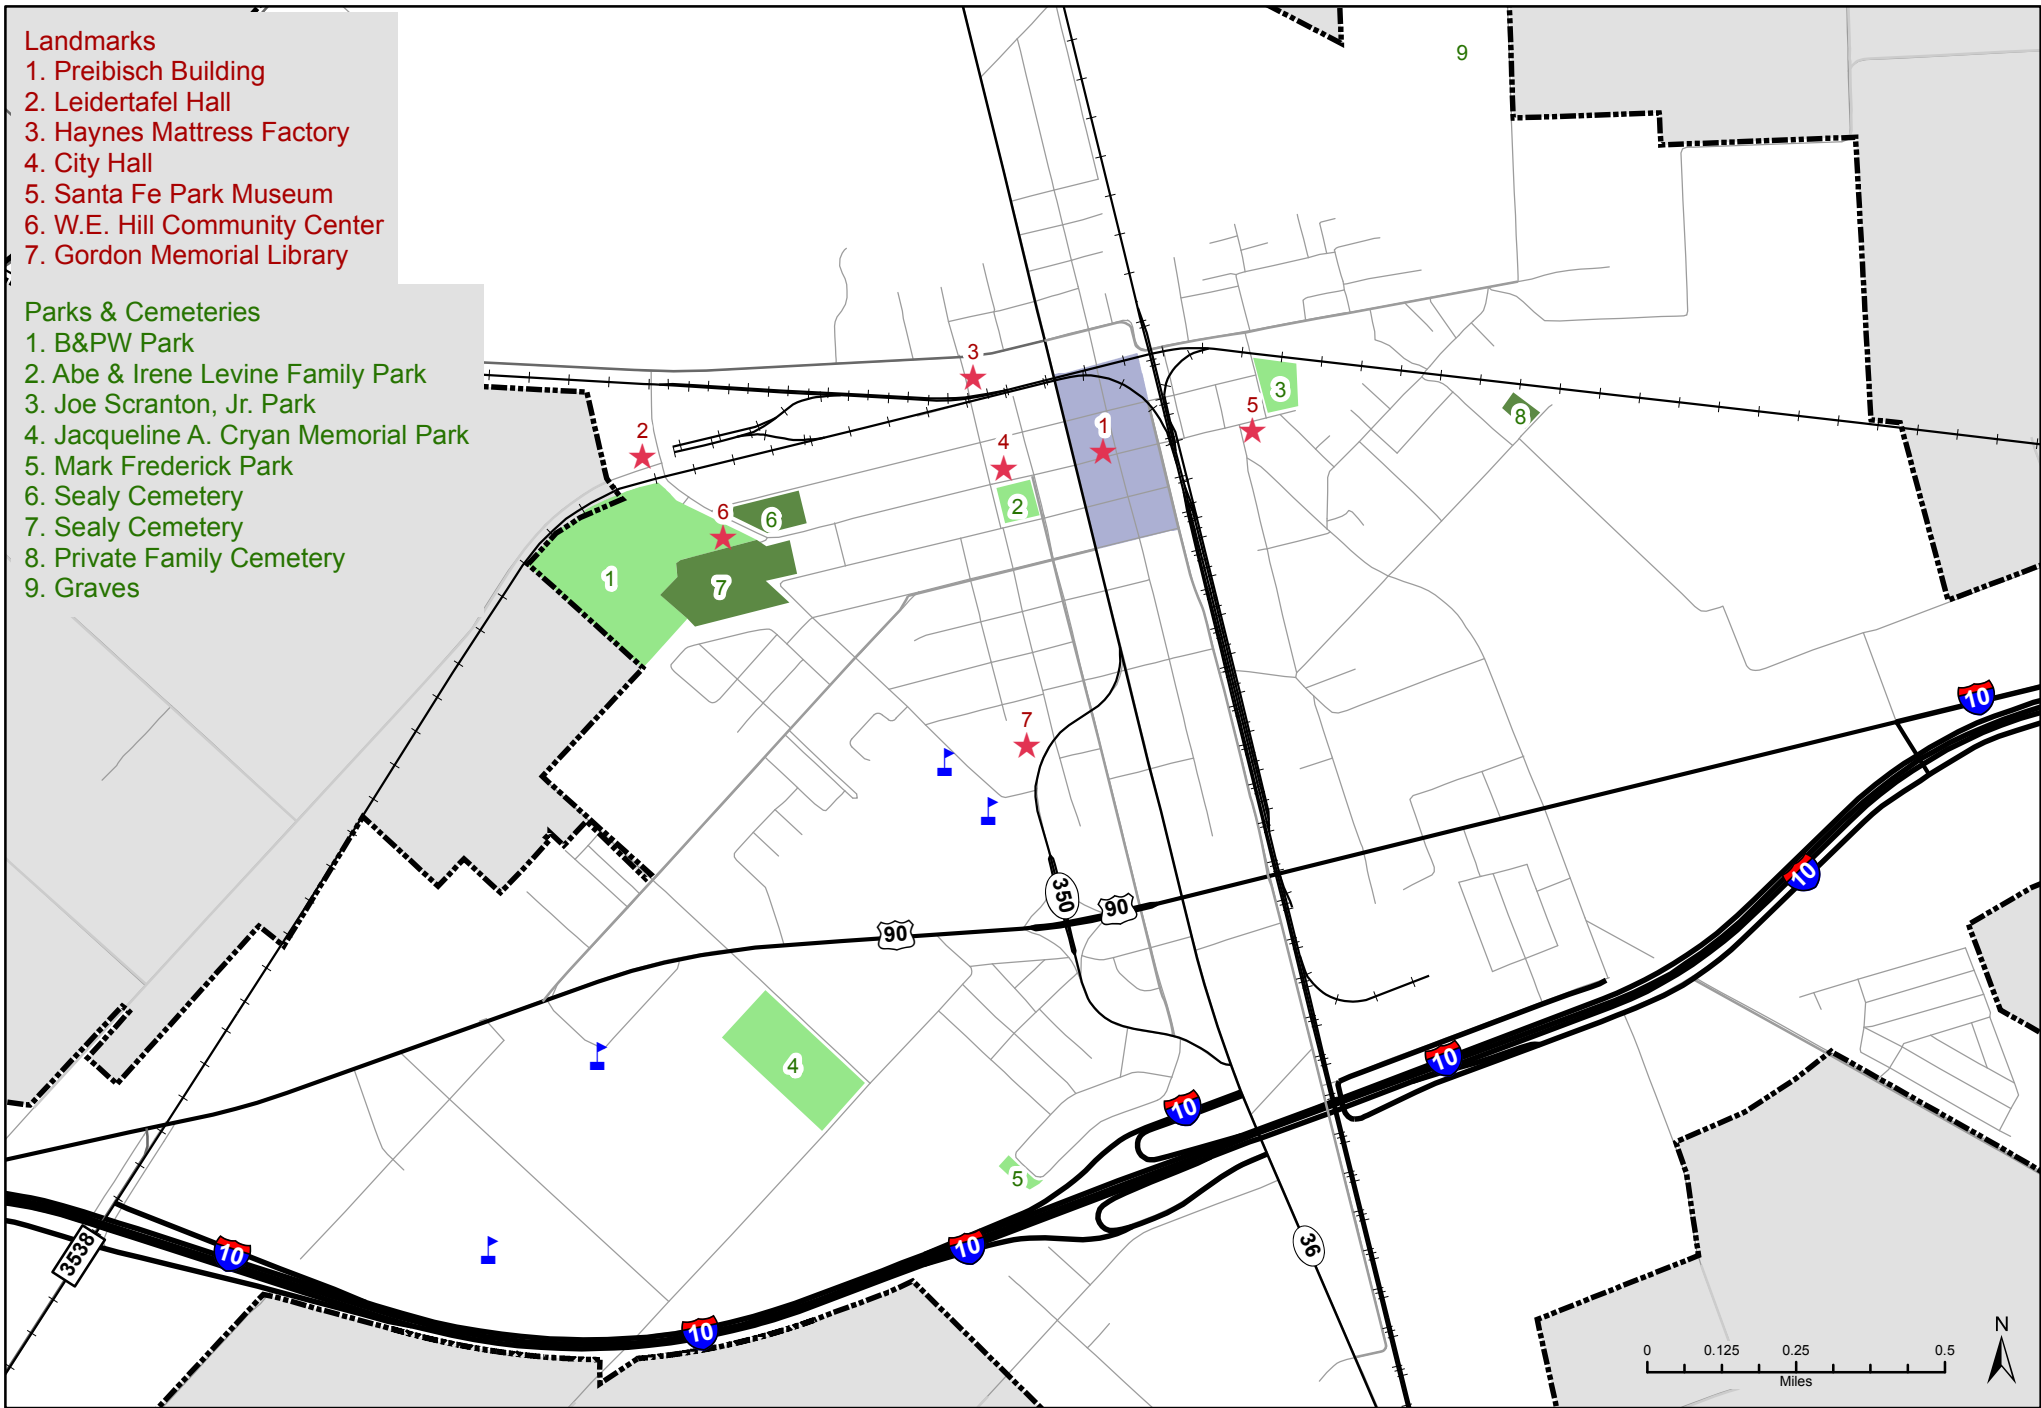 Landmarks
1. Preibisch Building
2. Leidertafel Hall
3. Haynes Mattress Factory
4. City Hall
5. Santa Fe Park Museum
6. W.E. Hill Community Center
7. Gordon Memorial Library
Parks & Cemeteries
1. B&PW Park
2. Abe & Irene Levine Family Park
3. Joe Scranton, Jr. Park
4. Jacqueline A. Cryan Memorial Park
5. Mark Frederick Park
6. Sealy Cemetery
7. Sealy Cemetery
8. Private Family Cemetery
9. Graves
9
3
3
5
8
2
4
1
2
6
6
1
7
7
10
10
350
90
90
10
4
10
5
10
10
36
3538
10
N
0 0.125 0.25 0.5
Miles